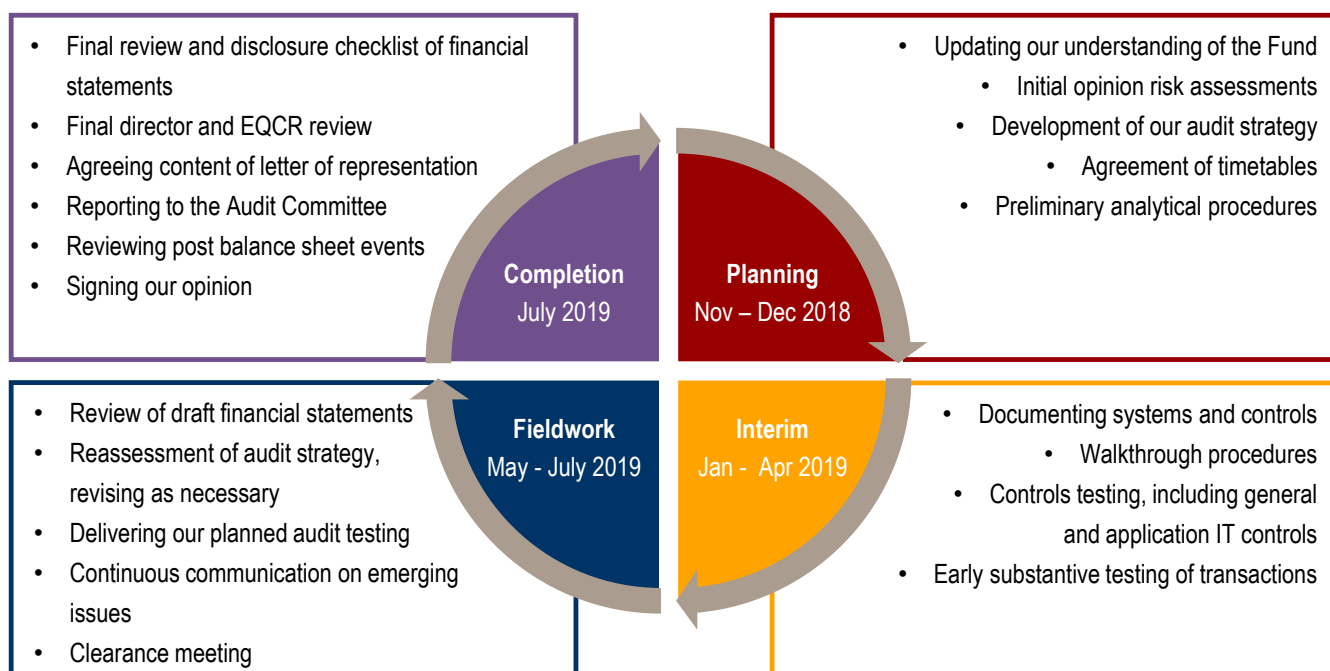 • Final review and disclosure checklist of financial
statements
• Final director and EQCR review
• Agreeing content of letter of representation
• Reporting to the Audit Committee
• Reviewing post balance sheet events
• Signing our opinion
Completion
July 2019
• Updating our understanding of the Fund
• Initial opinion risk assessments
• Development of our audit strategy
• Agreement of timetables
• Preliminary analytical procedures
Planning
Nov – Dec 2018
• Review of draft financial statements
• Reassessment of audit strategy,
revising as necessary
• Delivering our planned audit testing
• Continuous communication on emerging
issues
• Clearance meeting
Fieldwork
May - July 2019
Interim
Jan - Apr 2019
• Documenting systems and controls
• Walkthrough procedures
• Controls testing, including general
and application IT controls
• Early substantive testing of transactions